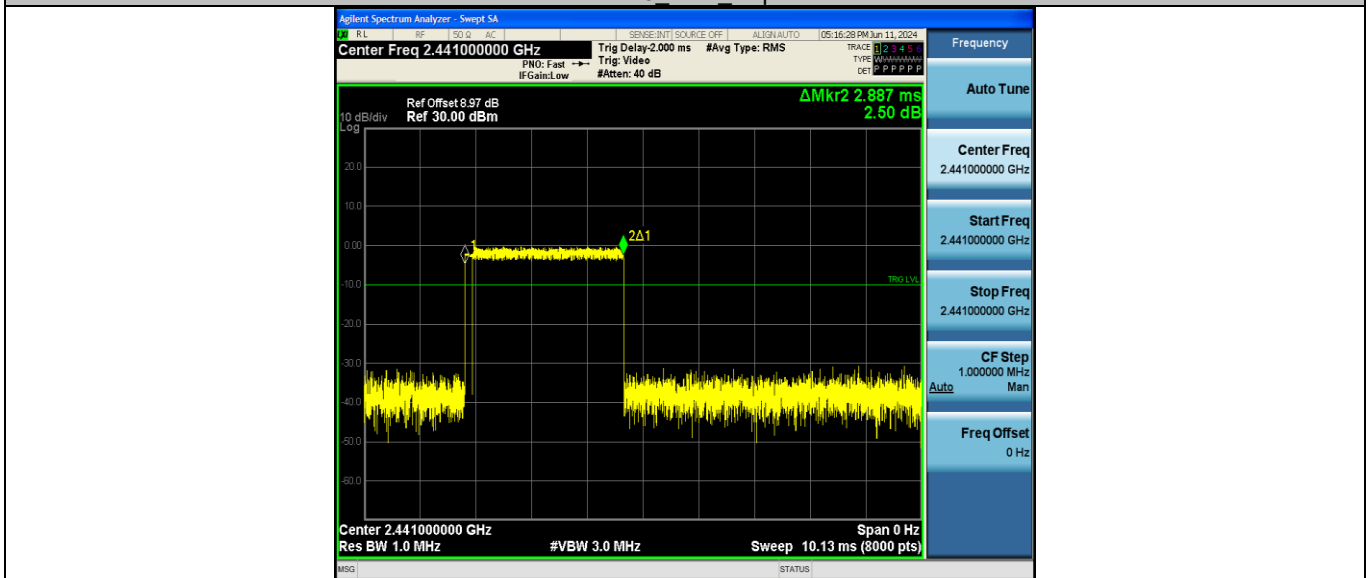 Agilent Spectrum Analyzer - Swept SA
LXI RL RF 50 Ω AC SENSE:INT SOURCE OFF ALIGNAUTO 05:16:28 PM Jun 11, 2024
Center Freq 2.441000000 GHz
Trig Delay-2.000 ms #Avg Type: RMS
TRACE 1 2 3 4 5 6
PNO: Fast Trig: Video
TYPE WWWWWW
IFGain:Low #Atten: 40 dB
DET P P P P P P
ΔMkr2 2.887 ms
2.50 dB
Ref Offset 8.97 dB
10 dB/div Ref 30.00 dBm
Log
20.0
10.0
0.00
-10.0
-20.0
-30.0
-40.0
-50.0
-60.0
1
2Δ1
TRIG LVL
Center 2.441000000 GHz Span 0 Hz
Res BW 1.0 MHz #VBW 3.0 MHz Sweep 10.13 ms (8000 pts)
MSG STATUS
Frequency
Auto Tune
Center Freq
2.441000000 GHz
Start Freq
2.441000000 GHz
Stop Freq
2.441000000 GHz
CF Step
1.000000 MHz
Auto Man
Freq Offset
0 Hz